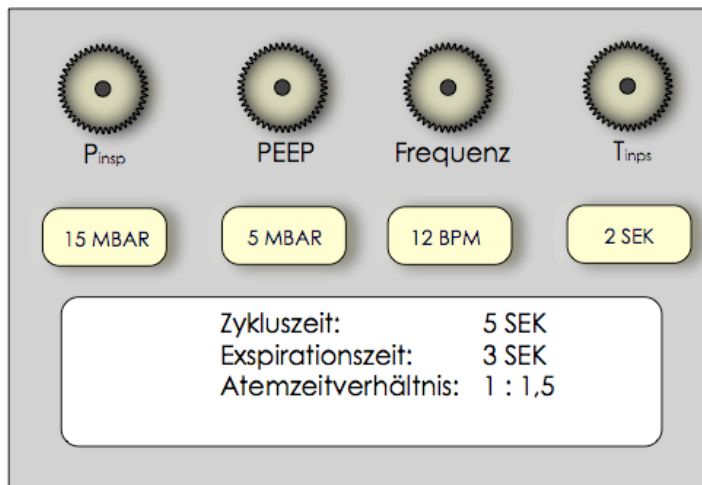 Pinsp PEEP Frequenz Tinps
15 MBAR 5 MBAR 12 BPM 2 SEK
Zykluszeit: 5 SEK
Exspirationszeit: 3 SEK
Atemzeitverhältnis: 1 : 1,5